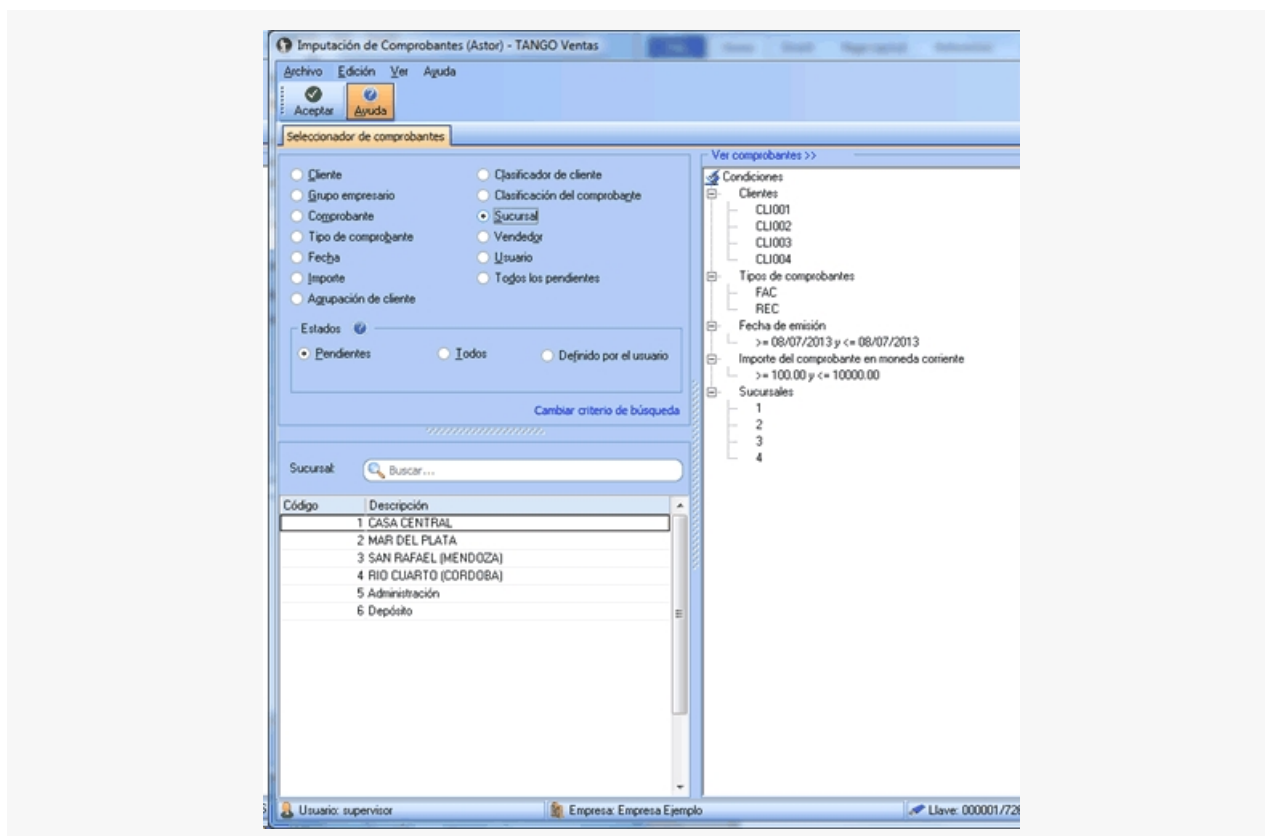 Imputación de Comprobantes (Astor) - TANGO Ventas
Archivo Edición Ver Ayuda
Aceptar Ayuda
Seleccionador de comprobantes
Cliente
Grupo empresario
Comprobante
Tipo de comprobante
Fecha
Importe
Agrupación de cliente
Clasificador de cliente
Clasificación del comprobante
Sucursal
Vendedor
Usuario
Todos los pendientes
Estados
Pendientes Todos Definido por el usuario
Cambiar criterio de búsqueda
Sucursal: Buscar...
Código Descripción
1 CASA CENTRAL
2 MAR DEL PLATA
3 SAN RAFAEL (MENDOZA)
4 RIO CUARTO (CORDOBA)
5 Administración
6 Depósito
Ver comprobantes >>
Condiciones
Clientes
CLI001
CLI002
CLI003
CLI004
Tipos de comprobantes
FAC
REC
Fecha de emisión
>= 08/07/2013 y <= 08/07/2013
Importe del comprobante en moneda corriente
>= 100.00 y <= 10000.00
Sucursales
1
2
3
4
Usuario: supervisor Empresa: Empresa Ejemplo Llave: 000001/726